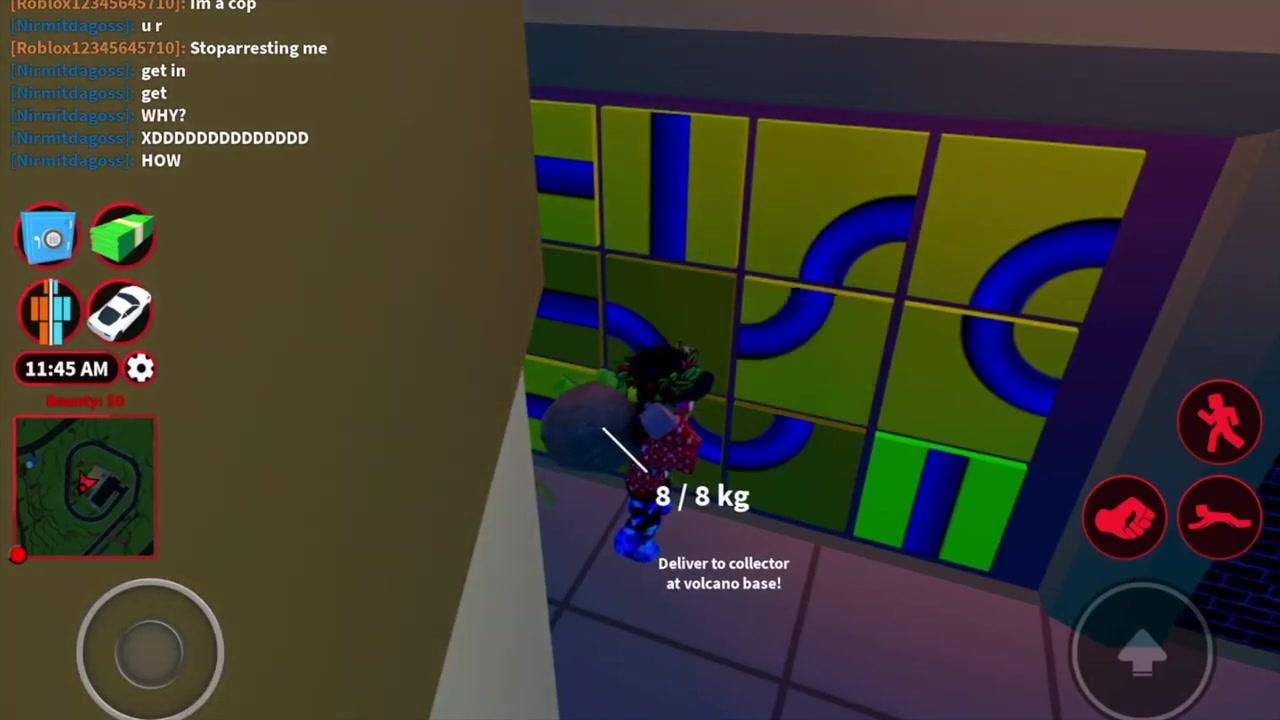 [Roblox12345645710]: Im a cop
[Nirmitdagoss]: u r
[Roblox12345645710]: Stoparresting me
[Nirmitdagoss]: get in
[Nirmitdagoss]: get
[Nirmitdagoss]: WHY?
[Nirmitdagoss]: XDDDDDDDDDDDDDD
[Nirmitdagoss]: HOW
11:45 AM
Bounty: $0
8 / 8 kg
Deliver to collector
at volcano base!